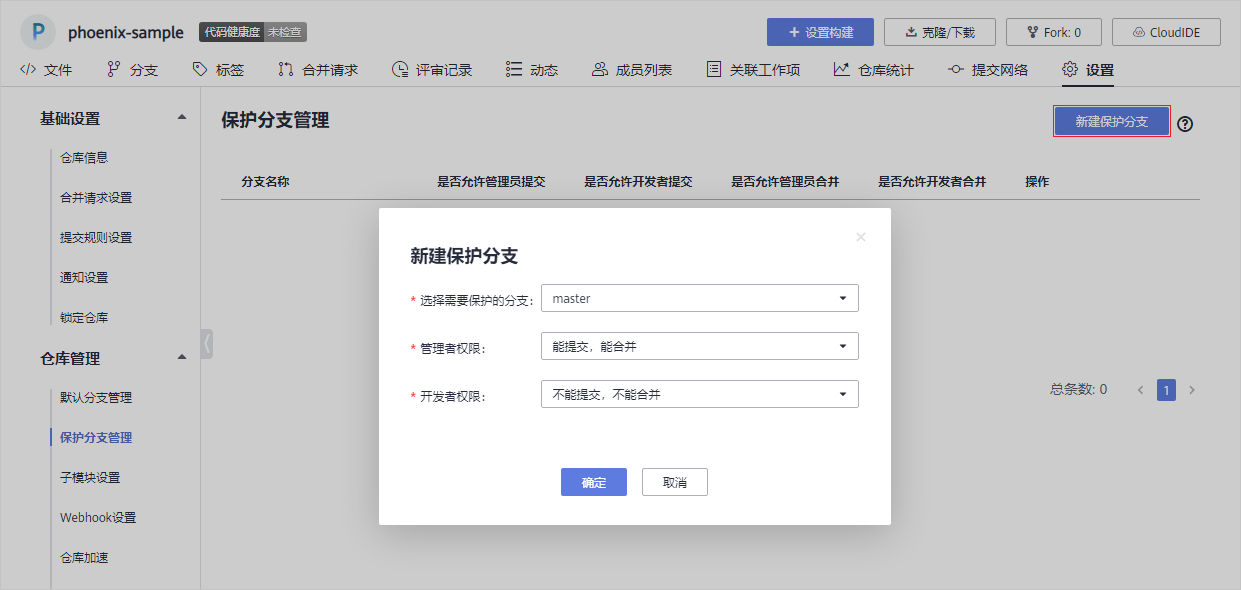 P phoenix-sample 代码健康度 未检查 设置构建 克隆/下载 Fork: 0 CloudIDE
文件 分支 标签 合并请求 评审记录 动态 成员列表 关联工作项 仓库统计 提交网络 设置
基础设置
仓库信息
合并请求设置
提交规则设置
通知设置
锁定仓库
仓库管理
默认分支管理
保护分支管理
子模块设置
Webhook设置
仓库加速
保护分支管理 新建保护分支
分支名称 是否允许管理员提交 是否允许开发者提交 是否允许管理员合并 是否允许开发者合并 操作
新建保护分支
* 选择需要保护的分支: master
* 管理者权限: 能提交，能合并
* 开发者权限: 不能提交，不能合并
确定 取消
总条数: 0 < 1 >